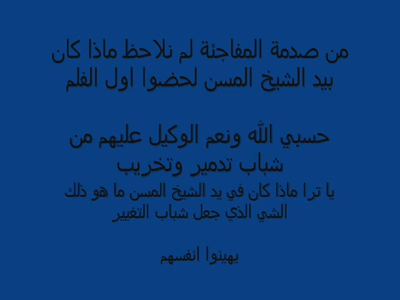 من صدمة المفاجئة لم نلاحظ ماذا كان
بيد الشيخ المسن لحضوا اول الفلم
حسبي الله ونعم الوكيل عليهم من
شباب تدمير وتخريب
يا ترا ماذا كان في يد الشيخ المسن ما هو ذلك
الشي الذي جعل شباب التغيير
يهينوا انفسهم